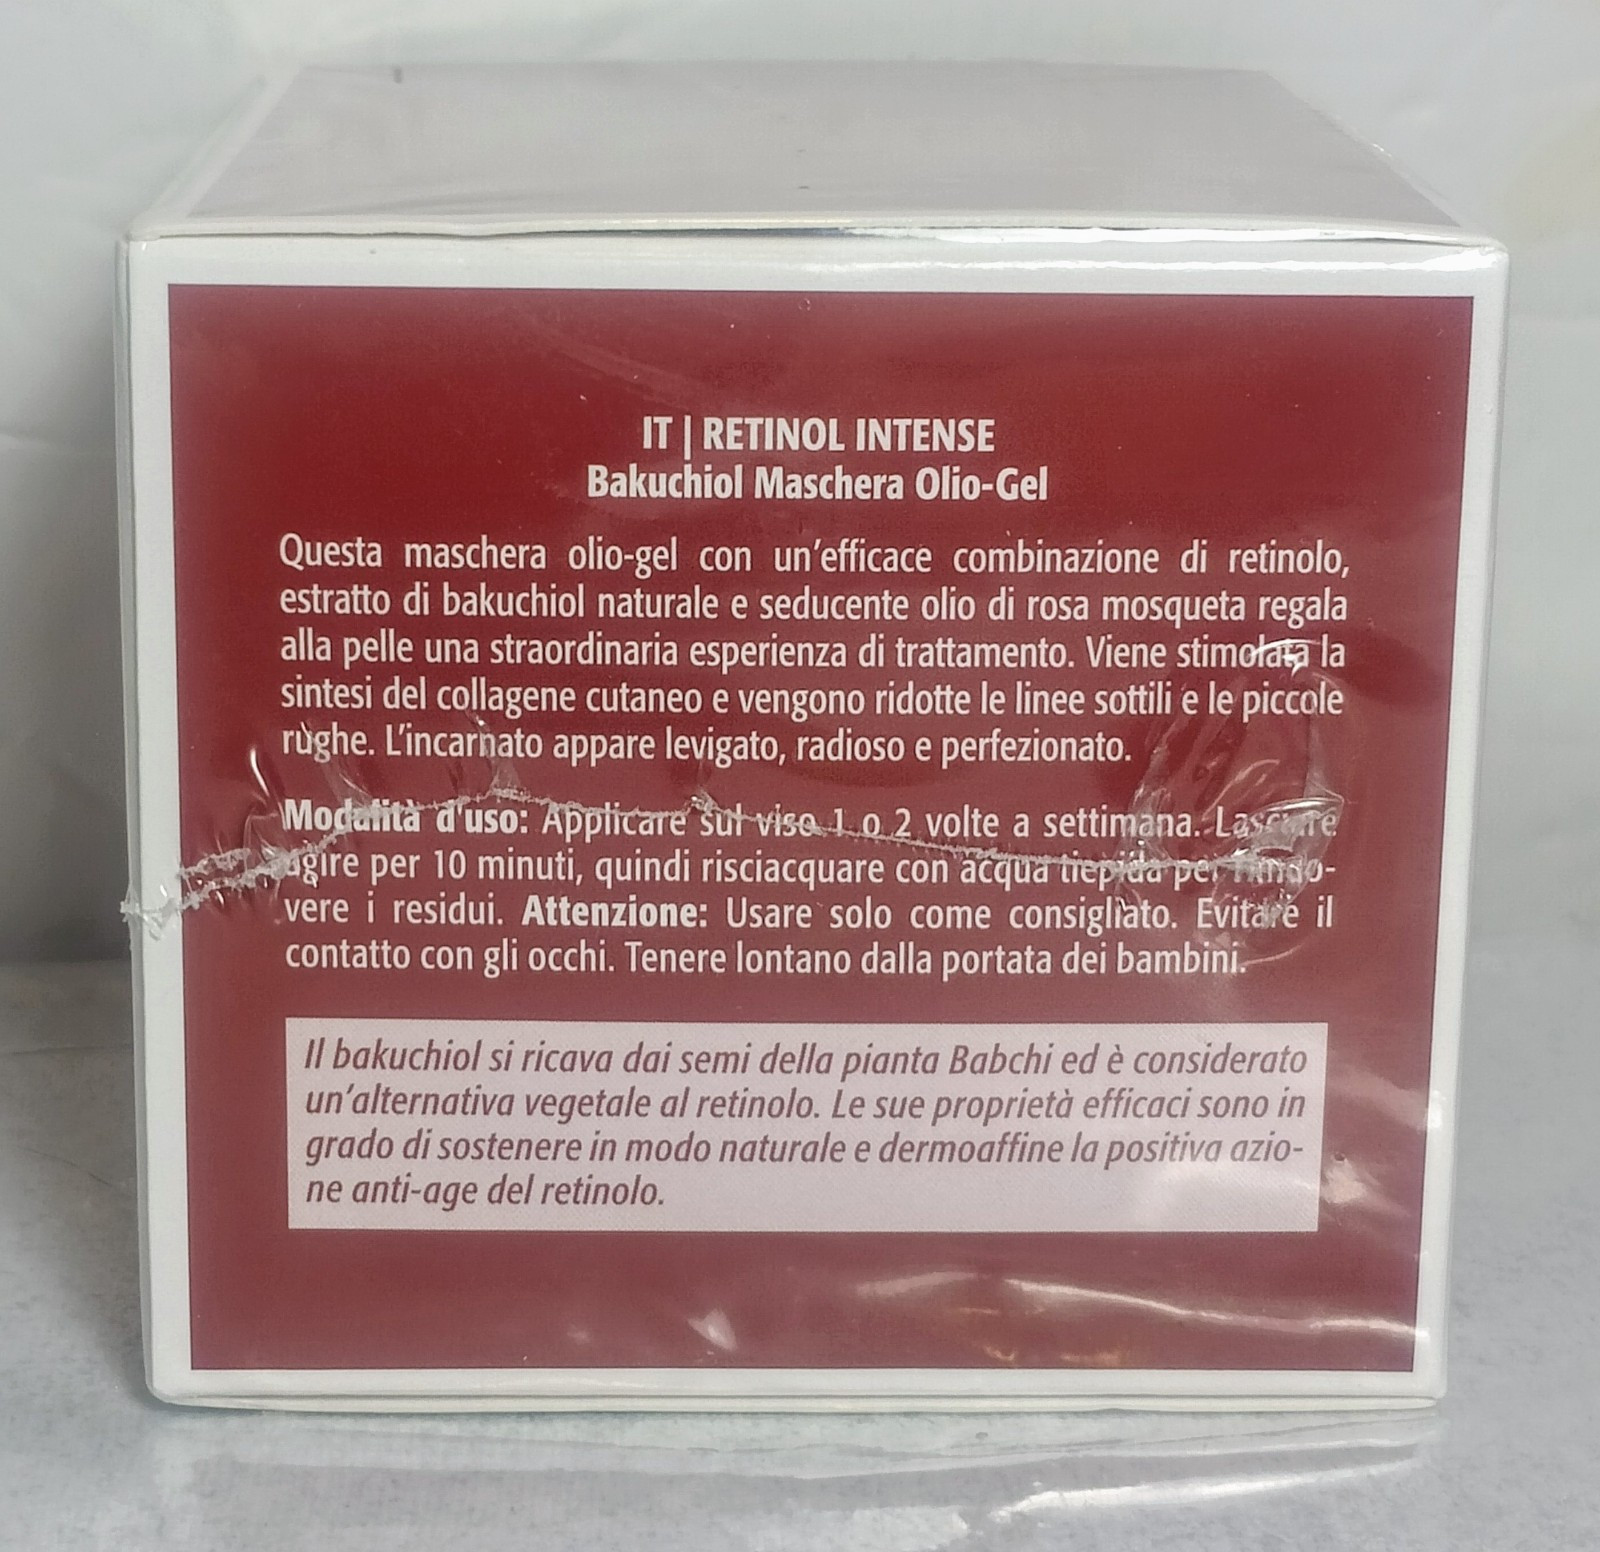 IT | RETINOL INTENSE
Bakuchiol Maschera Olio-Gel
Questa maschera olio-gel con un'efficace combinazione di retinolo,
estratto di bakuchiol naturale e seducente olio di rosa mosqueta regala
alla pelle una straordinaria esperienza di trattamento. Viene stimolata la
sintesi del collagene cutaneo e vengono ridotte le linee sottili e le piccole
rughe. L'incarnato appare levigato, radioso e perfezionato.
Modalità d'uso: Applicare sul viso 1 o 2 volte a settimana. Lasciare
agire per 10 minuti, quindi risciacquare con acqua tiepida per rimuo-
vere i residui. Attenzione: Usare solo come consigliato. Evitare il
contatto con gli occhi. Tenere lontano dalla portata dei bambini.
Il bakuchiol si ricava dai semi della pianta Babchi ed è considerato
un'alternativa vegetale al retinolo. Le sue proprietà efficaci sono in
grado di sostenere in modo naturale e dermoaffine la positiva azio-
ne anti-age del retinolo.